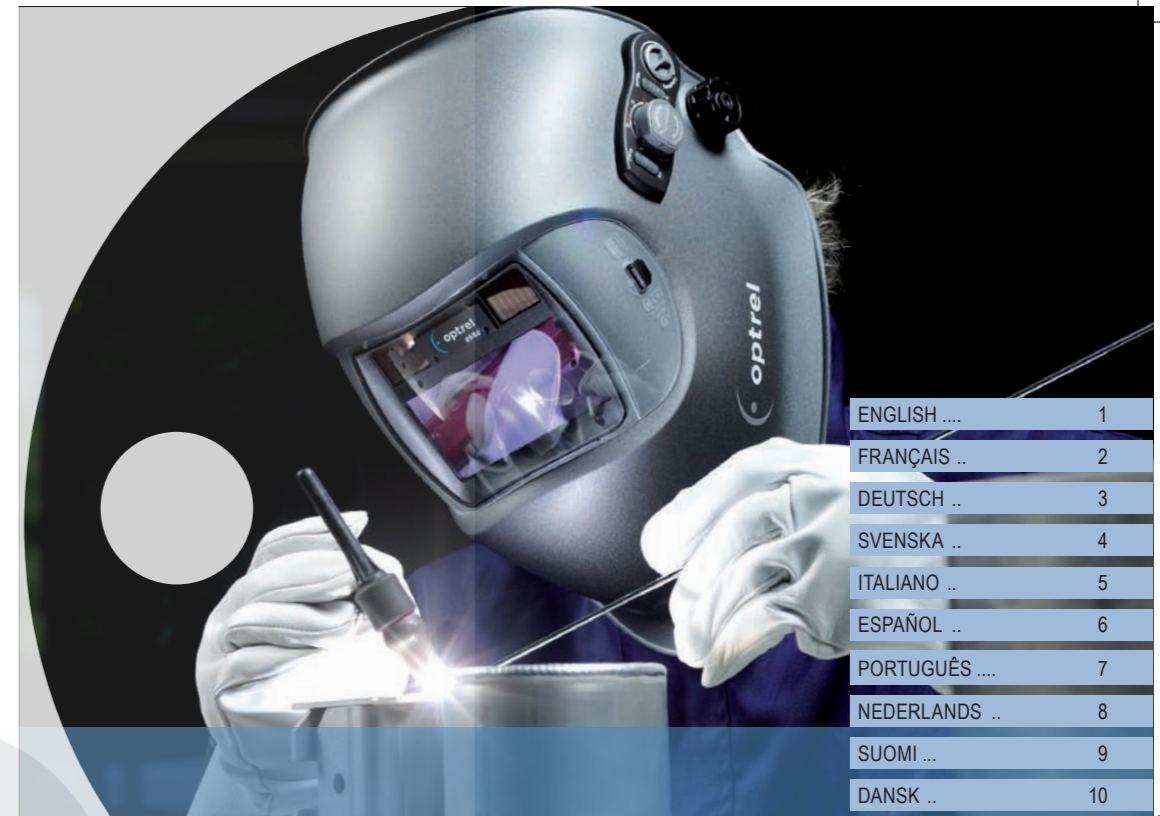 optrel
optrel
ENGLISH .... 1
FRANÇAIS .. 2
DEUTSCH .. 3
SVENSKA .. 4
ITALIANO .. 5
ESPAÑOL .. 6
PORTUGUÊS .... 7
NEDERLANDS .. 8
SUOMI ... 9
DANSK .. 10